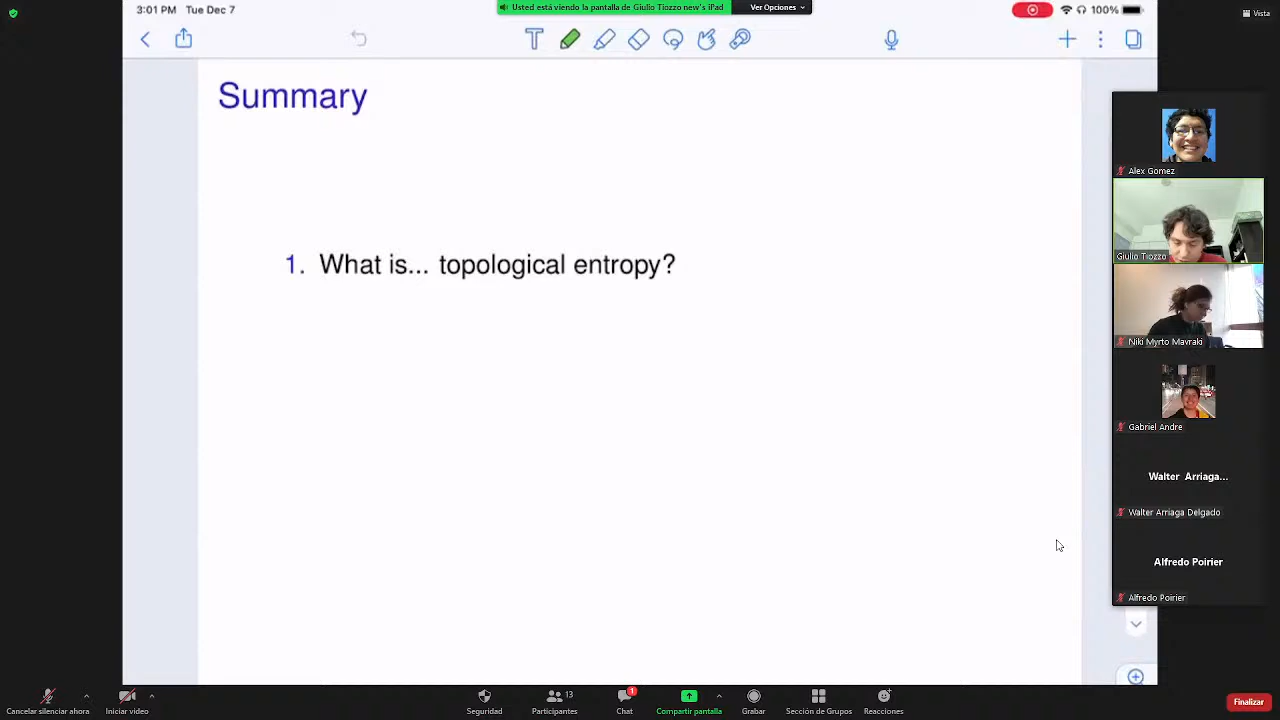 3:01 PM Tue Dec 7
Usted está viendo la pantalla de Giulio Tiozzo new's iPad
Ver Opciones
100%
Vista
Summary
1. What is... topological entropy?
Alex Gomez
Giulio Tiozzo
Niki Myrto Mavraki
Gabriel Andre
Walter Arriaga...
Walter Arriaga Delgado
Alfredo Poirier
Alfredo Poirier
Cancelar silenciar ahora
Iniciar video
Seguridad
13
Participantes
1
Chat
Compartir pantalla
Grabar
Sección de Grupos
Reacciones
Finalizar